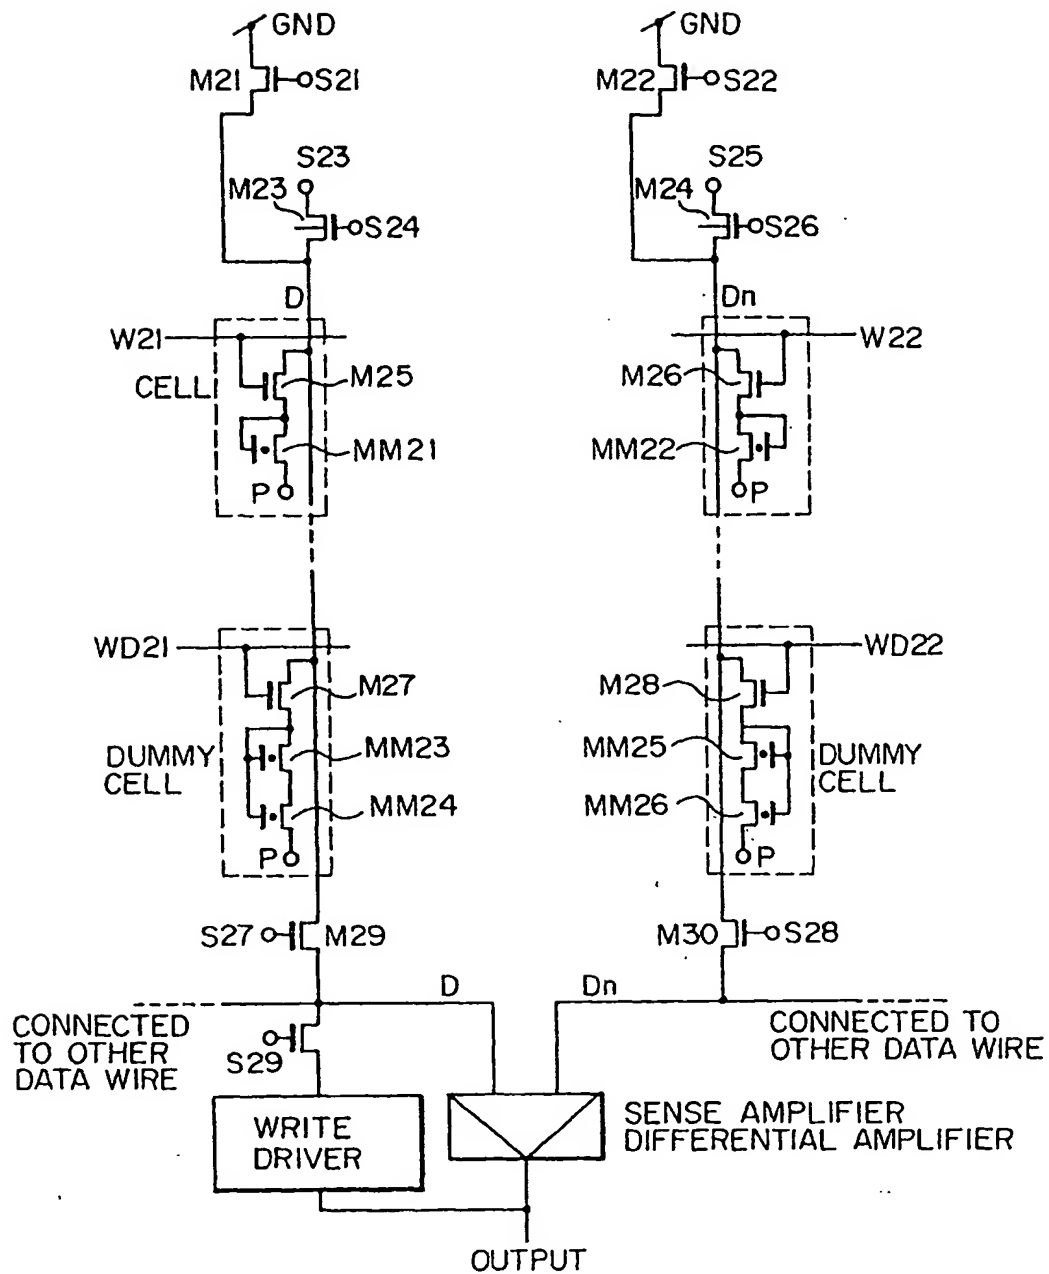 GND
GND
M21
S21
M22
S22
S23
S25
M23
S24
M24
S26
D
Dn
W21
W22
CELL
M25
M26
MM21
MM22
P
P
WD21
WD22
M27
M28
DUMMY
CELL
MM23
MM25
DUMMY
CELL
MM24
MM26
P
P
S27
M29
M30
S28
D
Dn
CONNECTED
TO OTHER
DATA WIRE
CONNECTED TO
OTHER DATA WIRE
S29
WRITE
DRIVER
SENSE AMPLIFIER
DIFFERENTIAL AMPLIFIER
OUTPUT